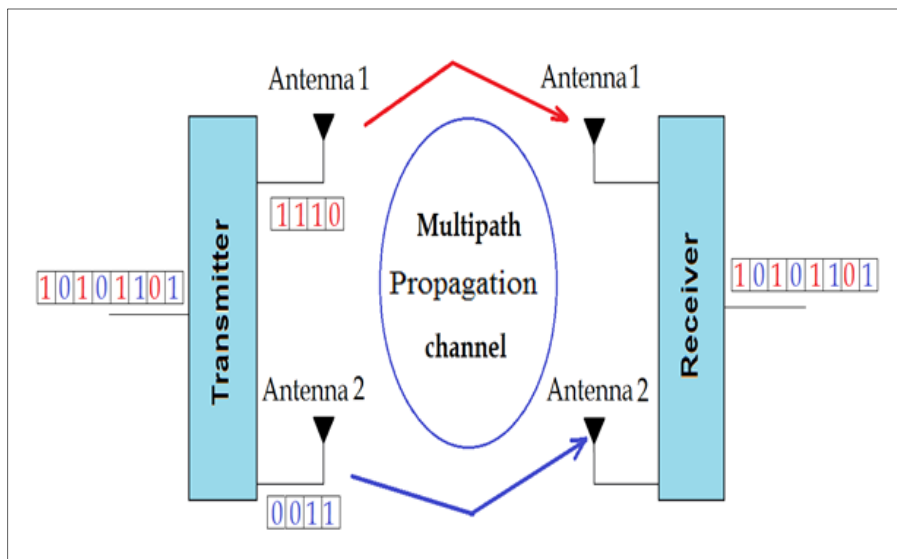 Antenna 1
Antenna 1
1110
Transmitter
Multipath
Propagation
channel
Receiver
10101101
10101101
Antenna 2
Antenna 2
0011